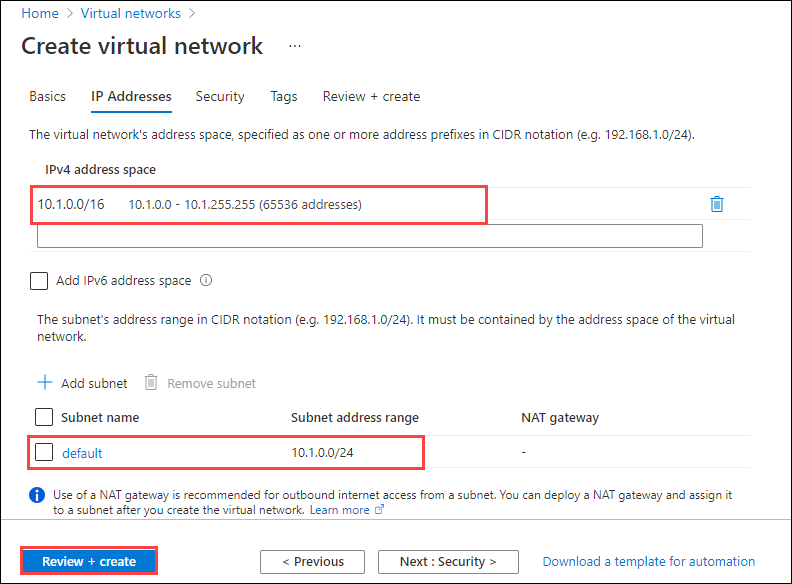 Home > Virtual networks >
Create virtual network ...
Basics IP Addresses Security Tags Review + create
The virtual network's address space, specified as one or more address prefixes in CIDR notation (e.g. 192.168.1.0/24).
IPv4 address space
10.1.0.0/16 10.1.0.0 - 10.1.255.255 (65536 addresses)
Add IPv6 address space
The subnet's address range in CIDR notation (e.g. 192.168.1.0/24). It must be contained by the address space of the virtual
network.
+ Add subnet Remove subnet
Subnet name Subnet address range NAT gateway
default 10.1.0.0/24 -
Use of a NAT gateway is recommended for outbound internet access from a subnet. You can deploy a NAT gateway and assign it
to a subnet after you create the virtual network. Learn more
Review + create < Previous Next : Security > Download a template for automation